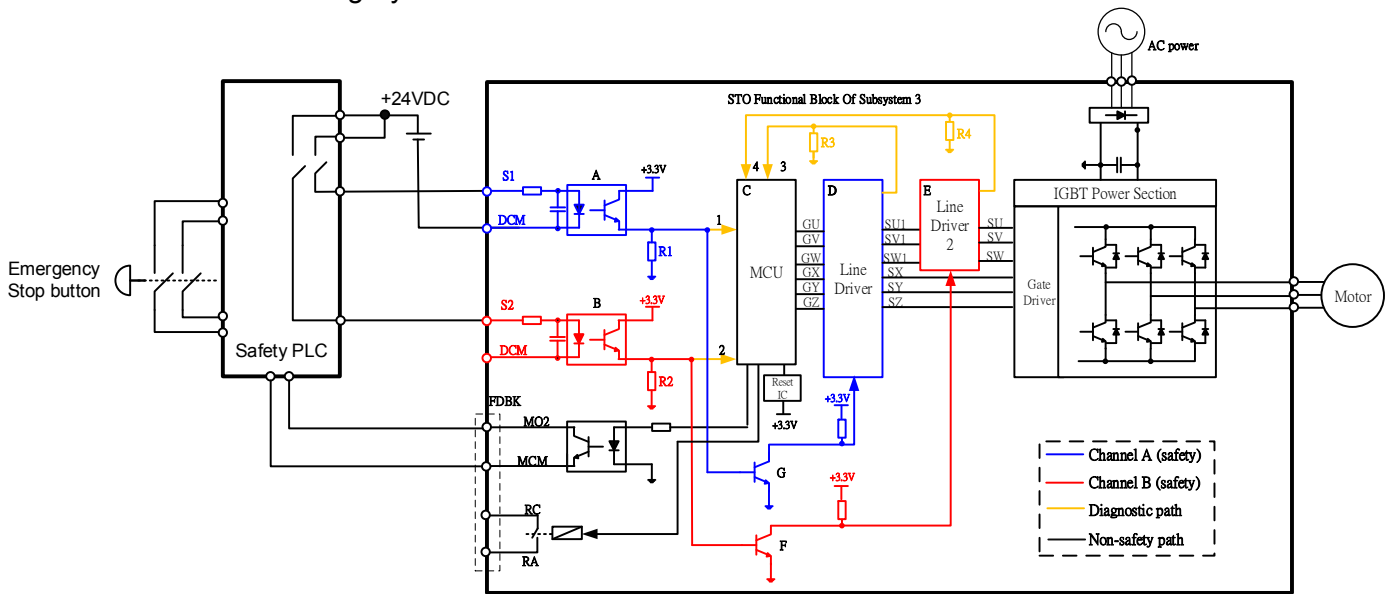 AC power
+24VDC
STO Functional Block Of Subsystem 3
R4
R3
S1
A
+3.3V
4
3
C
D
E
IGBT Power Section
DCM
1
R1
GU
GV
GW
GX
GY
GZ
MCU
Line
Driver
SU1
SV1
SW1
SX
SY
SZ
Line
Driver
2
SU
SV
SW
Gate
Driver
Emergency
Stop button
Motor
S2
B
+3.3V
Safety PLC
DCM
2
R2
Reset
IC
+3.3V
+3.3V
FDBK
MO2
MCM
G
+3.3V
RC
RA
F
Channel A (safety)
Channel B (safety)
Diagnostic path
Non-safety path